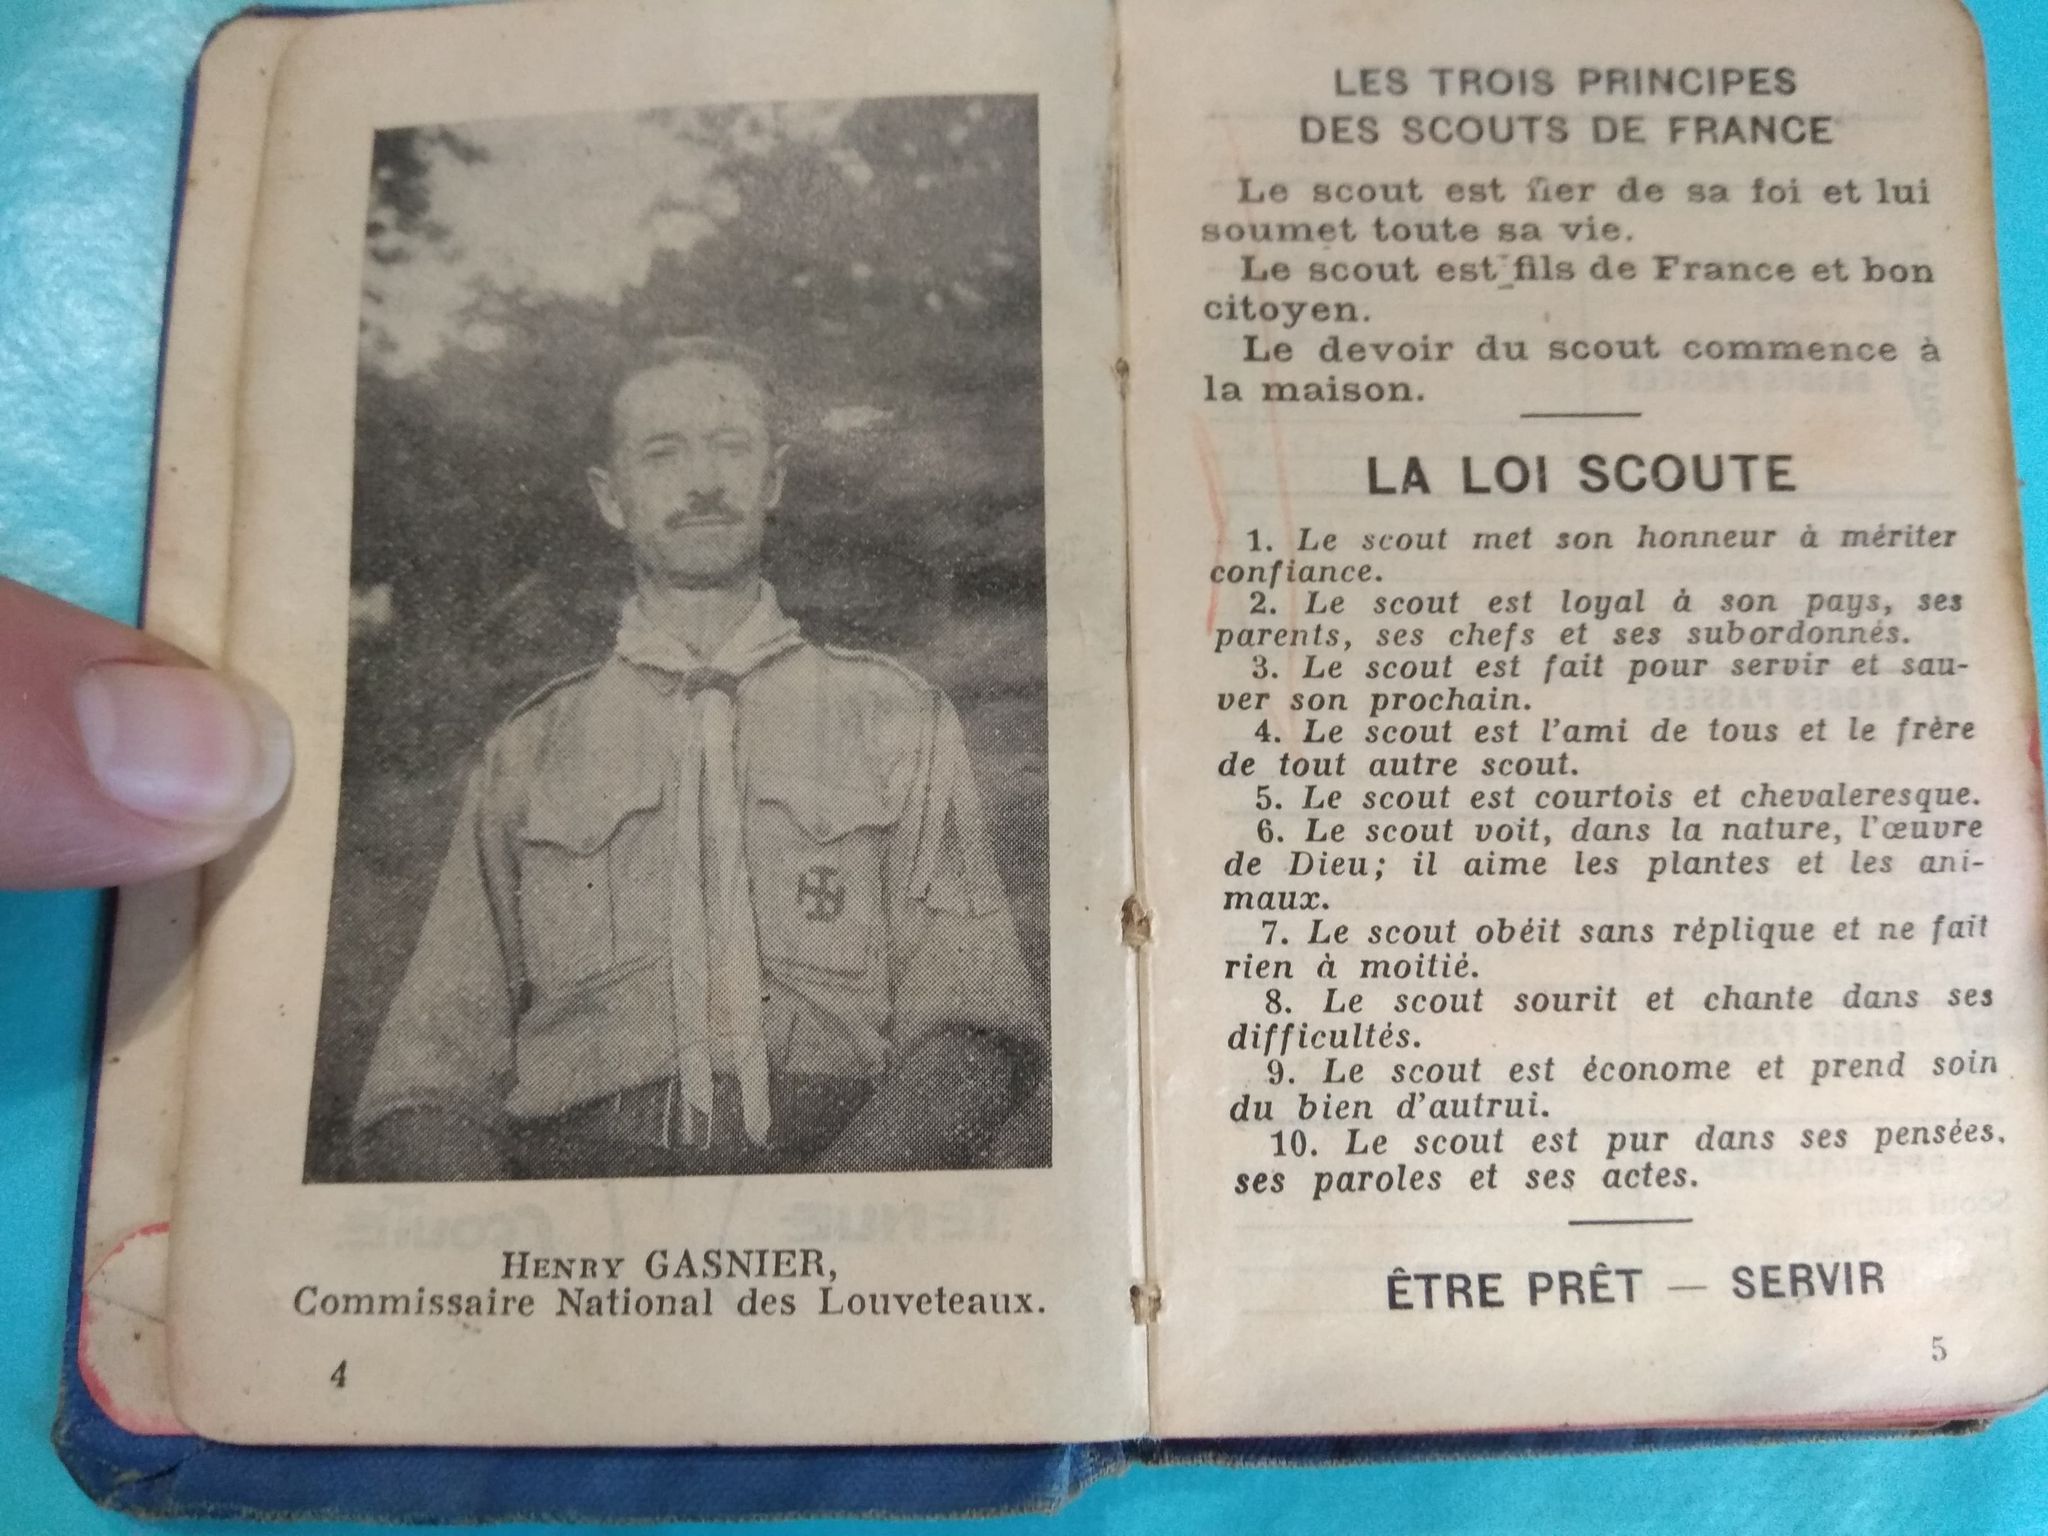 HENRY GASNIER,
Commissaire National des Louveteaux.
4
LES TROIS PRINCIPES
DES SCOUTS DE FRANCE
Le scout est fier de sa foi et lui
soumet toute sa vie.
Le scout est fils de France et bon
citoyen.
Le devoir du scout commence à
la maison.
LA LOI SCOUTE
1. Le scout met son honneur à mériter
confiance.
2. Le scout est loyal à son pays, ses
parents, ses chefs et ses subordonnés.
3. Le scout est fait pour servir et sau-
ver son prochain.
4. Le scout est l'ami de tous et le frère
de tout autre scout.
5. Le scout est courtois et chevaleresque.
6. Le scout voit, dans la nature, l'œuvre
de Dieu; il aime les plantes et les ani-
maux.
7. Le scout obéit sans réplique et ne fait
rien à moitié.
8. Le scout sourit et chante dans ses
difficultés.
9. Le scout est économe et prend soin
du bien d'autrui.
10. Le scout est pur dans ses pensées,
ses paroles et ses actes.
ÊTRE PRÊT — SERVIR
5